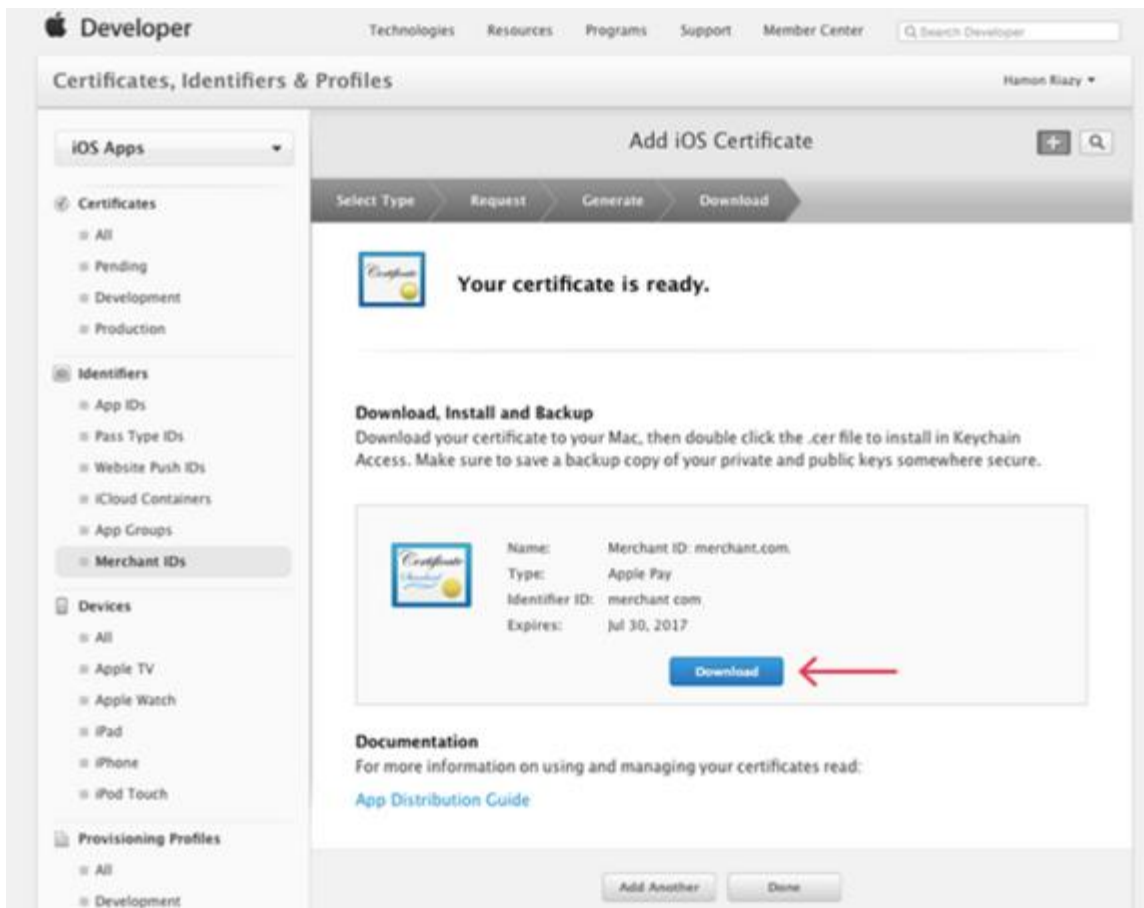 Developer
Technologies Resources Programs Support Member Center Search Developer
Certificates, Identifiers & Profiles Hamon Riazy
iOS Apps
Add iOS Certificate
Select Type Request Generate Download
Certificates
All
Pending
Development
Production
Identifiers
App IDs
Pass Type IDs
Website Push IDs
iCloud Containers
App Groups
Merchant IDs
Devices
All
Apple TV
Apple Watch
iPad
iPhone
iPod Touch
Provisioning Profiles
All
Development
Certificate
Your certificate is ready.
Download, Install and Backup
Download your certificate to your Mac, then double click the .cer file to install in Keychain
Access. Make sure to save a backup copy of your private and public keys somewhere secure.
Certificate
Standard
Name: Merchant ID: merchant.com.
Type: Apple Pay
Identifier ID: merchant com
Expires: Jul 30, 2017
Download
Documentation
For more information on using and managing your certificates read:
App Distribution Guide
Add Another Done